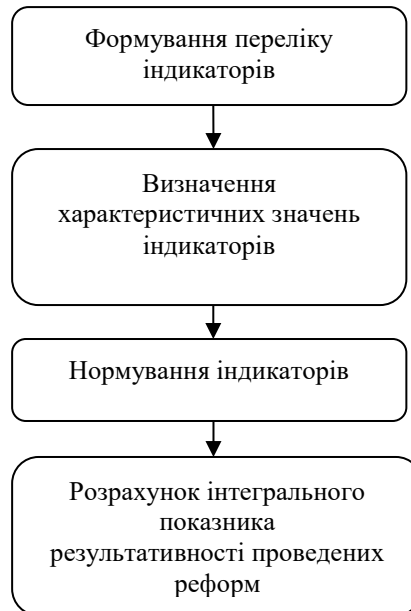 Формування переліку
індикаторів
Визначення
характеристичних значень
індикаторів
Нормування індикаторів
Розрахунок інтегрального
показника
результативності проведених
реформ